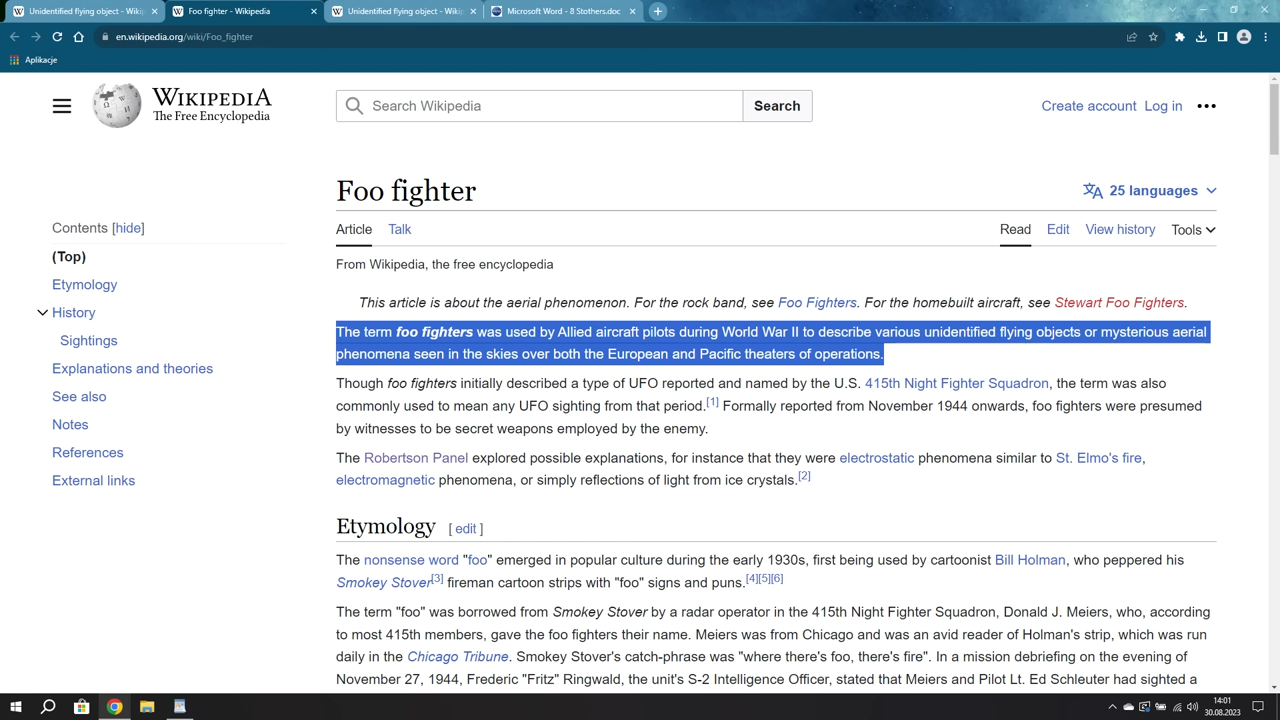 Unidentified flying object - Wiki
Foo fighter - Wikipedia
Unidentified flying object - Wiki
Microsoft Word - 8 Stothers.doc
en.wikipedia.org/wiki/Foo_fighter
Aplikacje
WIKIPEDIA
The Free Encyclopedia
Search Wikipedia
Search
Create account Log in
Foo fighter
25 languages
Article Talk
Read Edit View history Tools
From Wikipedia, the free encyclopedia
Contents [hide]
(Top)
Etymology
History
Sightings
Explanations and theories
See also
Notes
References
External links
This article is about the aerial phenomenon. For the rock band, see Foo Fighters. For the homebuilt aircraft, see Stewart Foo Fighters.
The term foo fighters was used by Allied aircraft pilots during World War II to describe various unidentified flying objects or mysterious aerial
phenomena seen in the skies over both the European and Pacific theaters of operations.
Though foo fighters initially described a type of UFO reported and named by the U.S. 415th Night Fighter Squadron, the term was also
commonly used to mean any UFO sighting from that period.[1] Formally reported from November 1944 onwards, foo fighters were presumed
by witnesses to be secret weapons employed by the enemy.
The Robertson Panel explored possible explanations, for instance that they were electrostatic phenomena similar to St. Elmo's fire,
electromagnetic phenomena, or simply reflections of light from ice crystals.[2]
Etymology [ edit ]
The nonsense word "foo" emerged in popular culture during the early 1930s, first being used by cartoonist Bill Holman, who peppered his
Smokey Stover[3] fireman cartoon strips with "foo" signs and puns.[4][5][6]
The term "foo" was borrowed from Smokey Stover by a radar operator in the 415th Night Fighter Squadron, Donald J. Meiers, who, according
to most 415th members, gave the foo fighters their name. Meiers was from Chicago and was an avid reader of Holman's strip, which was run
daily in the Chicago Tribune. Smokey Stover's catch-phrase was "where there's foo, there's fire". In a mission debriefing on the evening of
November 27, 1944, Frederic "Fritz" Ringwald, the unit's S-2 Intelligence Officer, stated that Meiers and Pilot Lt. Ed Schleuter had sighted a
14:01
30.08.2023